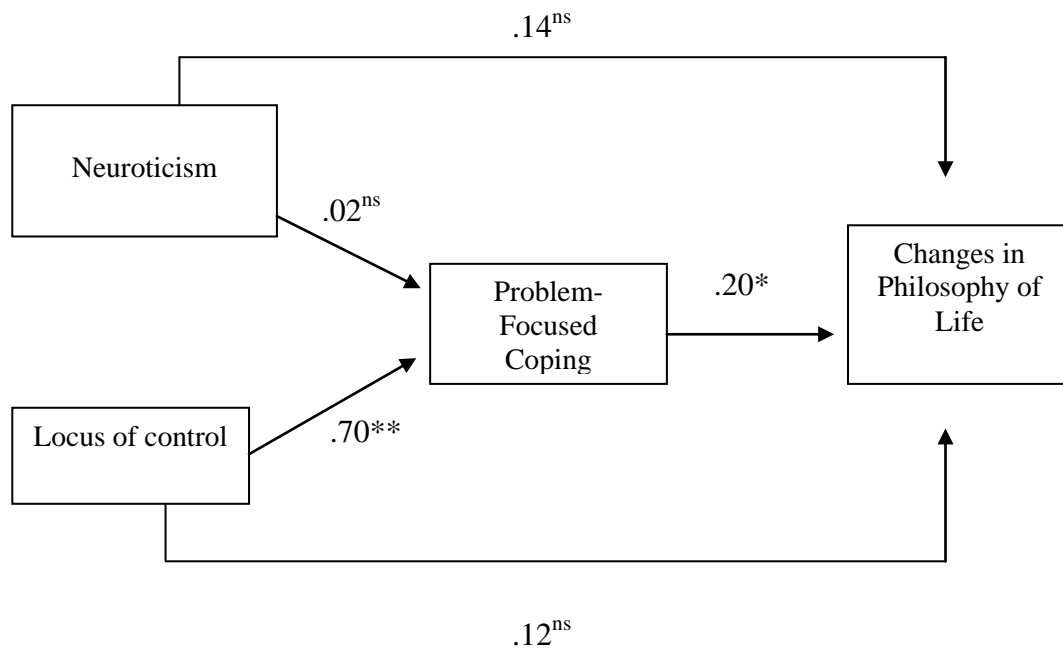 .14ns
Neuroticism
.02ns
Problem-
Focused
Coping
.20*
Changes in
Philosophy of
Life
Locus of control
.70**
.12ns